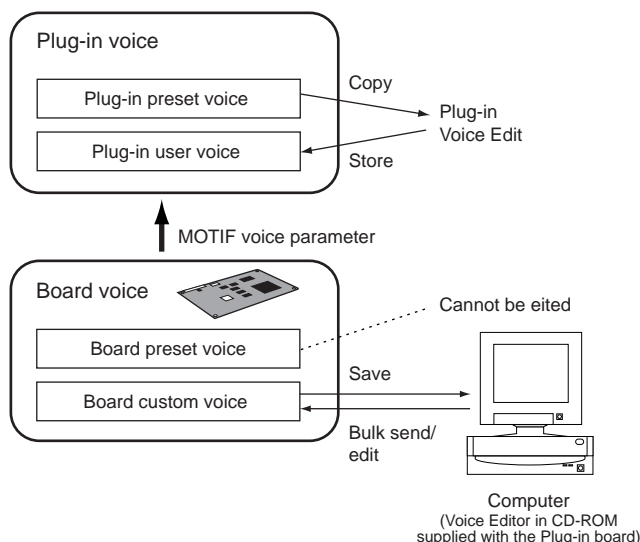 Plug-in voice
Plug-in preset voice
Plug-in user voice
Copy
Plug-in
Voice Edit
Store
MOTIF voice parameter
Board voice
Board preset voice
Board custom voice
Cannot be eited
Save
Bulk send/
edit
Computer
(Voice Editor in CD-ROM
supplied with the Plug-in board)